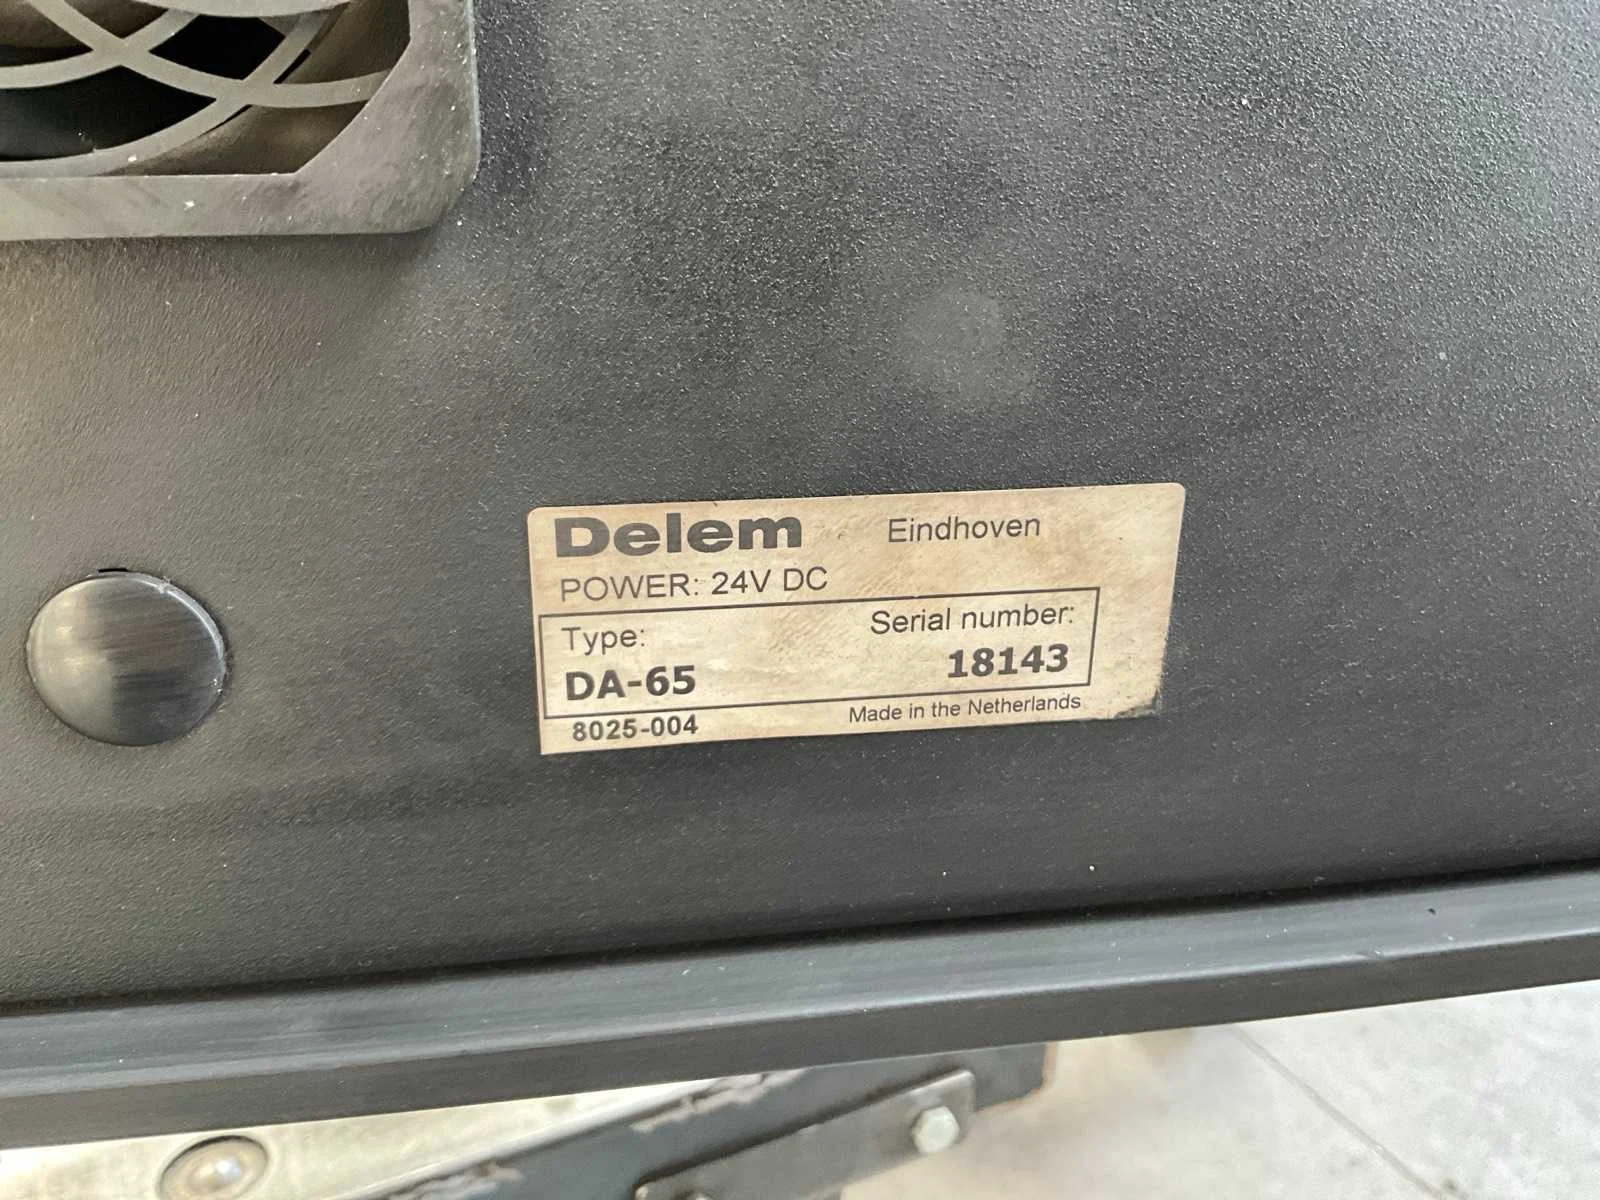 Delem Eindhoven
POWER: 24V DC
Type: Serial number:
DA-65 18143
8025-004 Made in the Netherlands